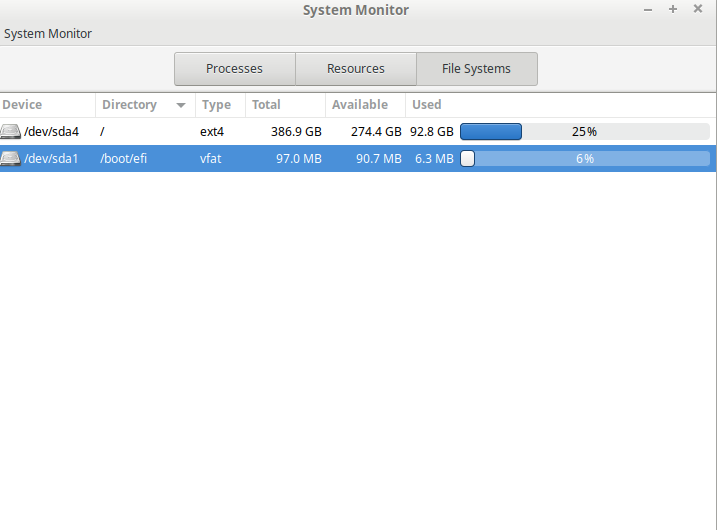 System Monitor
System Monitor
Processes Resources File Systems
Device Directory Type Total Available Used
/dev/sda4 / ext4 386.9 GB 274.4 GB 92.8 GB 25%
/dev/sda1 /boot/efi vfat 97.0 MB 90.7 MB 6.3 MB 6%